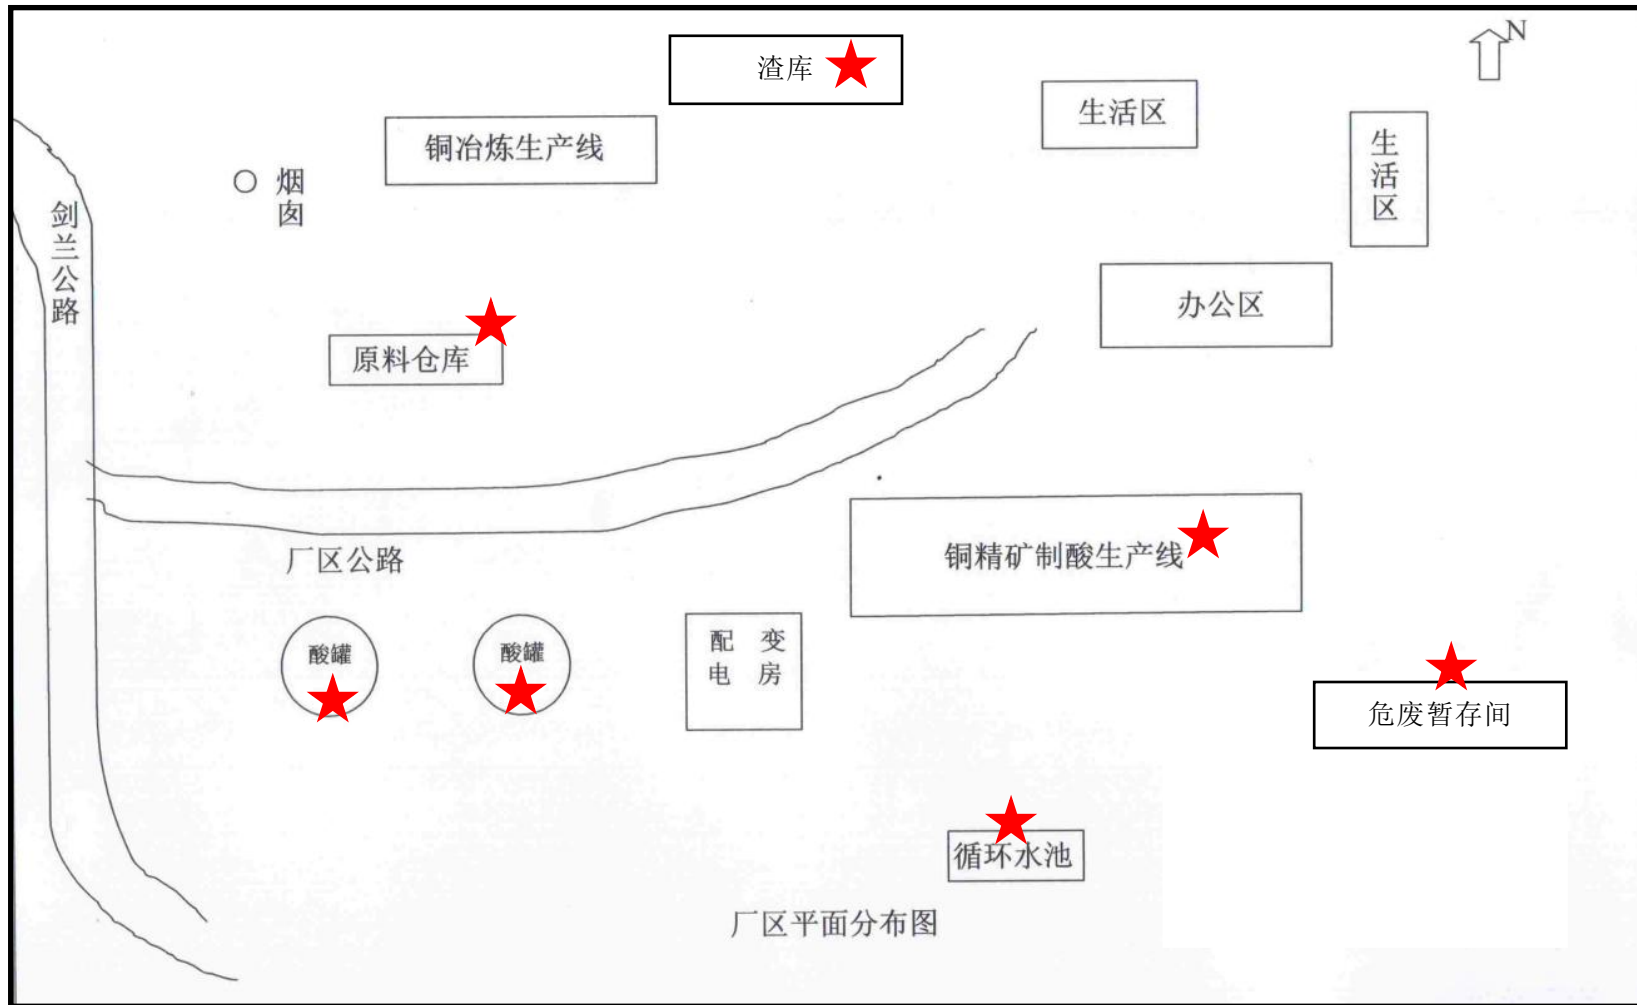 N
渣库
生活区
铜冶炼生产线
生活区
烟囱
剑兰公路
办公区
原料仓库
铜精矿制酸生产线
厂区公路
酸罐
酸罐
配 变
电 房
危废暂存间
循环水池
厂区平面分布图